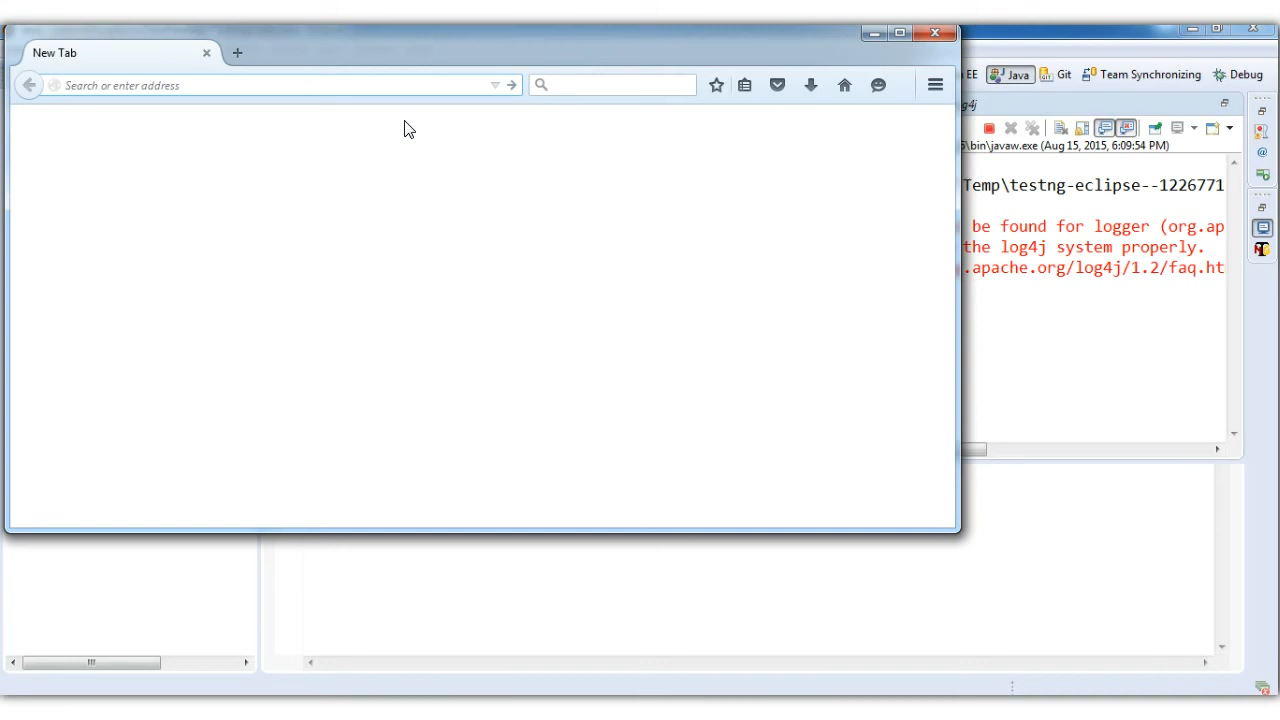 New Tab
Search or enter address
EE Java Git Team Synchronizing Debug
g4j
\bin\javaw.exe (Aug 15, 2015, 6:09:54 PM)
Temp\testng-eclipse--1226771
be found for logger (org.ap
the log4j system properly.
.apache.org/log4j/1.2/faq.ht